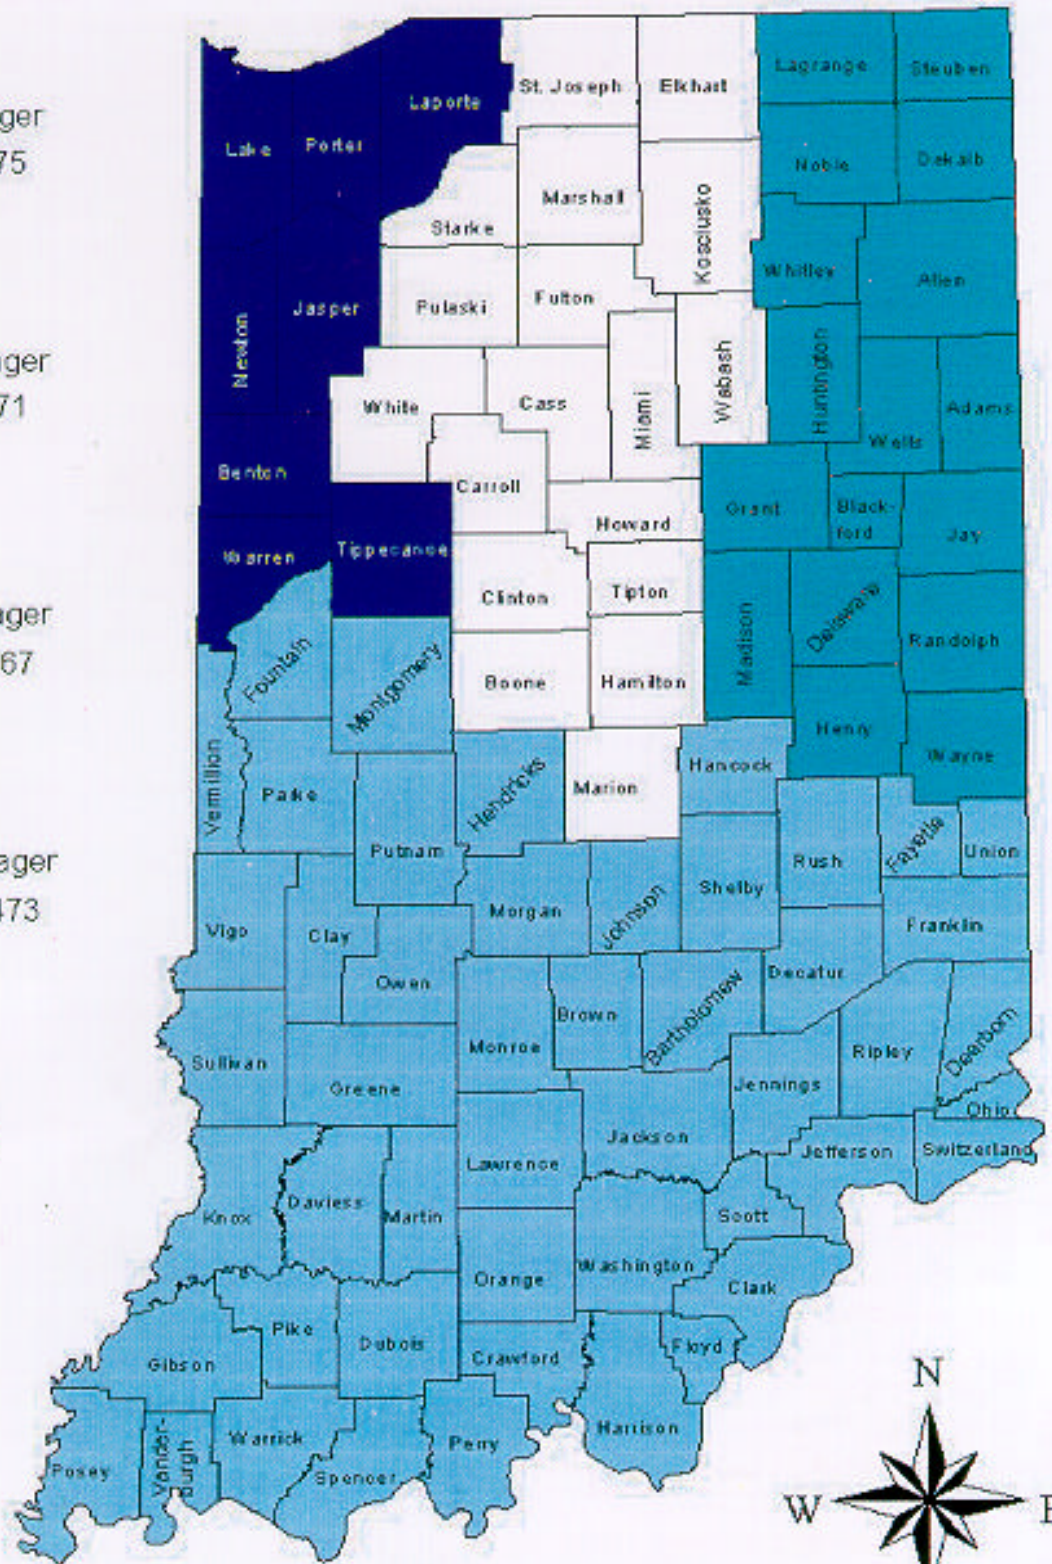 ger
75
ger
71
ger
67
ager
473
Lagrange
Steuben
St. Joseph
Elkhart
Laporte
Lake
Porter
Noble
Dekalb
Marshall
Kosciusko
Starke
Whitley
Allen
Jasper
Pulaski
Fulton
Newton
Huntington
Wabash
White
Cass
Miami
Adams
Wells
Benton
Carroll
Grant
Black-
ford
Howard
Jay
Warren
Tippecanoe
Clinton
Tipton
Delaware
Madison
Randolph
Fountain
Montgomery
Boone
Hamilton
Henry
Wayne
Vermillion
Hendricks
Hancock
Parke
Marion
Putnam
Rush
Fayette
Union
Shelby
Morgan
Johnson
Vigo
Clay
Franklin
Owen
Decatur
Brown
Bartholomew
Monroe
Ripley
Dearborn
Sullivan
Greene
Jennings
Ohio
Jackson
Lawrence
Jefferson
Switzerland
Knox
Daviess
Martin
Scott
Washington
Orange
Clark
Pike
Dubois
Gibson
Crawford
Floyd
Harrison
Warrick
Perry
Posey
Vander-
burgh
Spencer
N
W
E